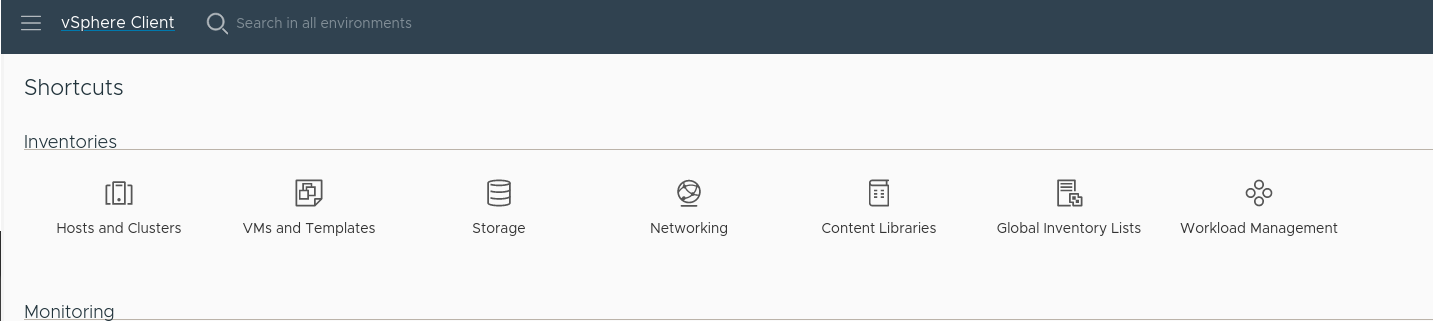 vSphere Client Search in all environments
Shortcuts
Inventories
Hosts and Clusters VMs and Templates Storage Networking Content Libraries Global Inventory Lists Workload Management
Monitoring